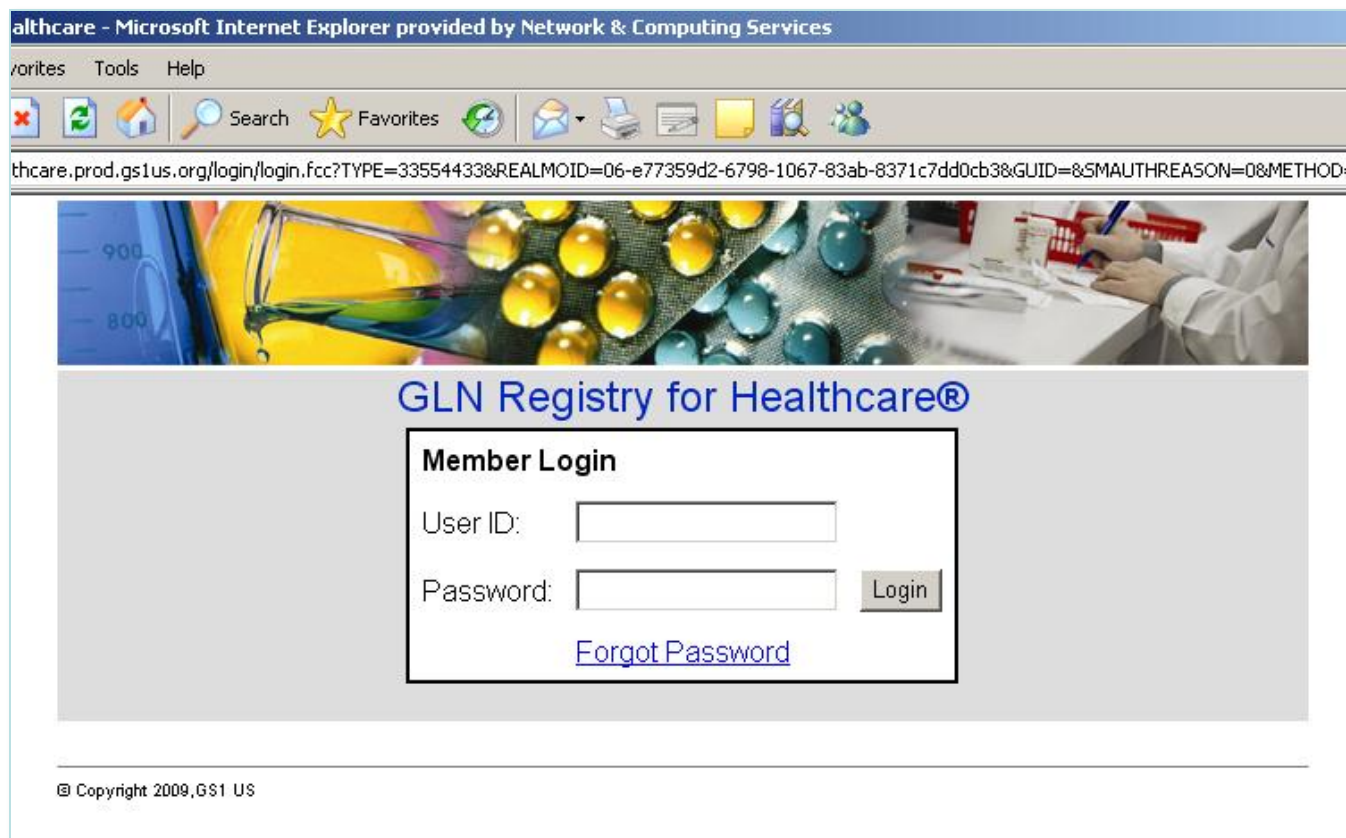 althcare - Microsoft Internet Explorer provided by Network & Computing Services
vorites Tools Help
Search Favorites
thcare.prod.gs1us.org/login/login.fcc?TYPE=33554433&REALMOID=06-e77359d2-6798-1067-83ab-8371c7dd0cb3&GUID=&SMAUTHREASON=0&METHOD=
900
800
GLN Registry for Healthcare®
Member Login
User ID:
Password: Login
Forgot Password
© Copyright 2009,GS1 US